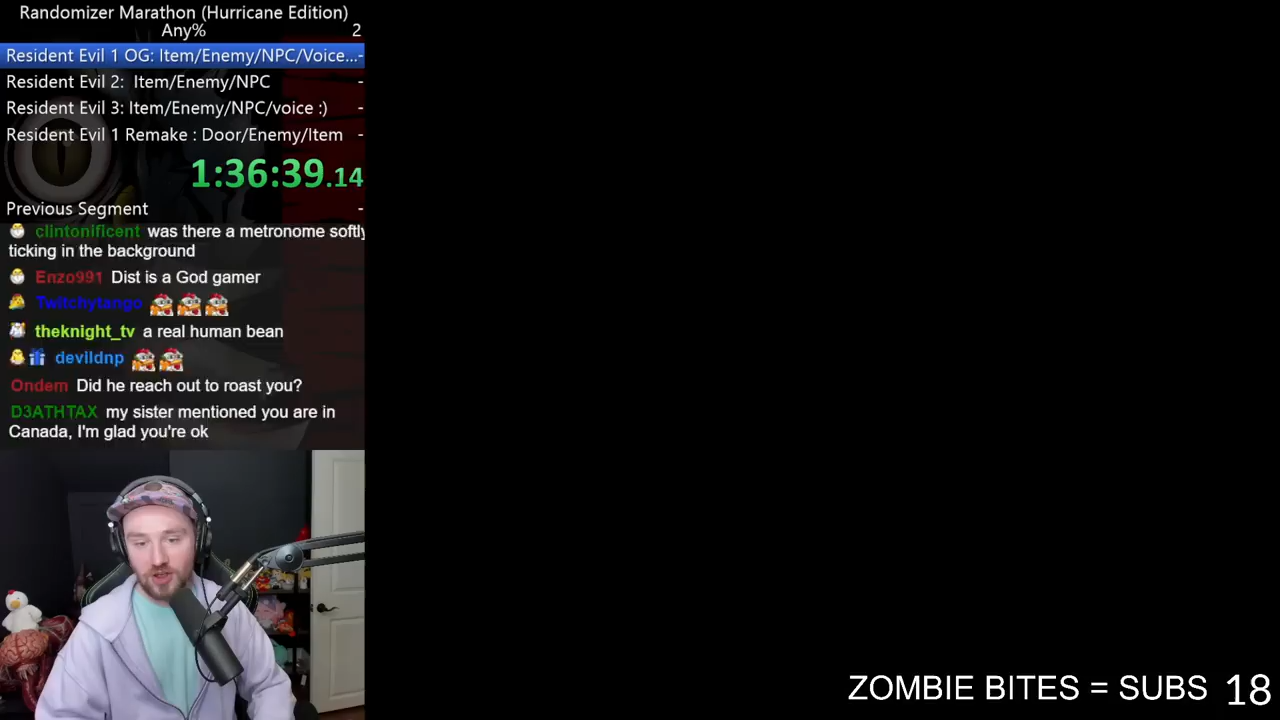 Randomizer Marathon (Hurricane Edition)
Any% 2
Resident Evil 1 OG: Item/Enemy/NPC/Voice... -
Resident Evil 2: Item/Enemy/NPC -
Resident Evil 3: Item/Enemy/NPC/voice :) -
Resident Evil 1 Remake : Door/Enemy/Item -
1:36:39.14
Previous Segment -
clintonificent was there a metronome softly
ticking in the background
Enzo991 Dist is a God gamer
Twitchytango
theknight_tv a real human bean
devildnp
Ondem Did he reach out to roast you?
D3ATHTAX my sister mentioned you are in
Canada, I'm glad you're ok
ZOMBIE BITES = SUBS 18